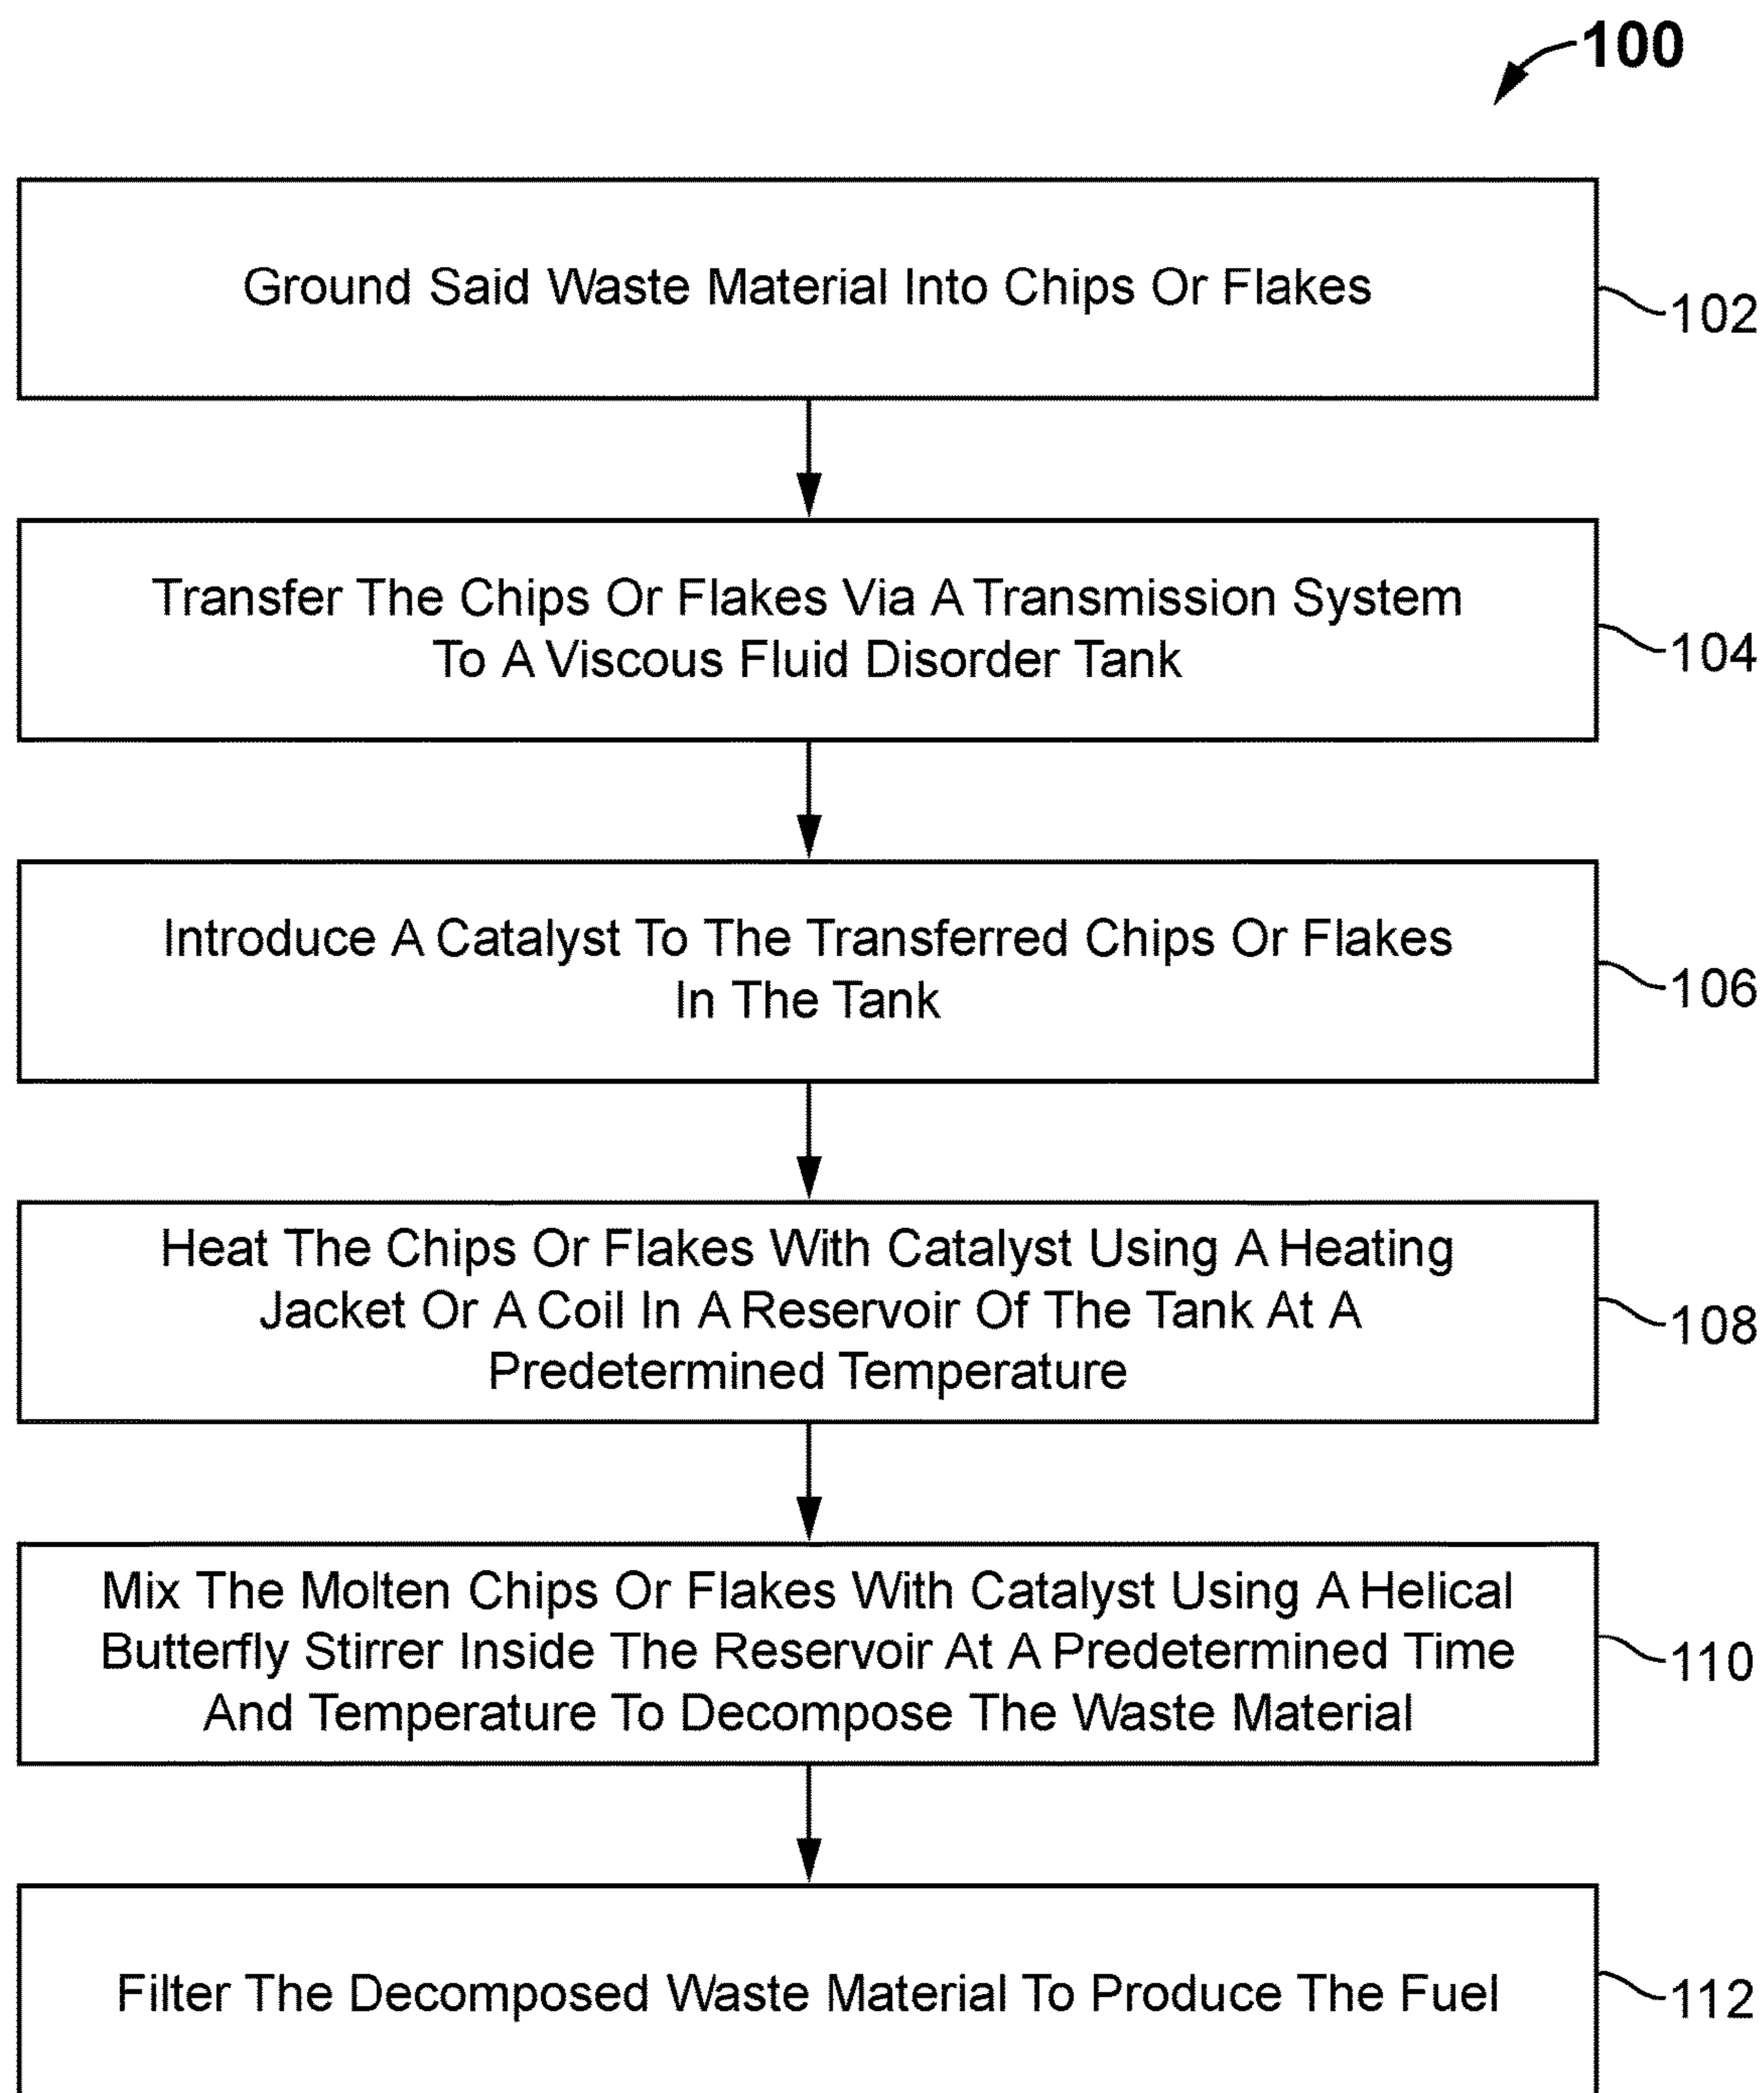 100
Ground Said Waste Material Into Chips Or Flakes
102
Transfer The Chips Or Flakes Via A Transmission System
To A Viscous Fluid Disorder Tank
104
Introduce A Catalyst To The Transferred Chips Or Flakes
In The Tank
106
Heat The Chips Or Flakes With Catalyst Using A Heating
Jacket Or A Coil In A Reservoir Of The Tank At A
Predetermined Temperature
108
Mix The Molten Chips Or Flakes With Catalyst Using A Helical
Butterfly Stirrer Inside The Reservoir At A Predetermined Time
And Temperature To Decompose The Waste Material
110
Filter The Decomposed Waste Material To Produce The Fuel
112